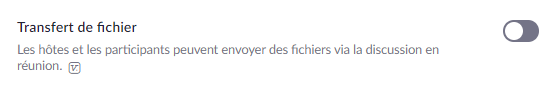 Transfert de fichier
Les hôtes et les participants peuvent envoyer des fichiers via la discussion en
réunion.